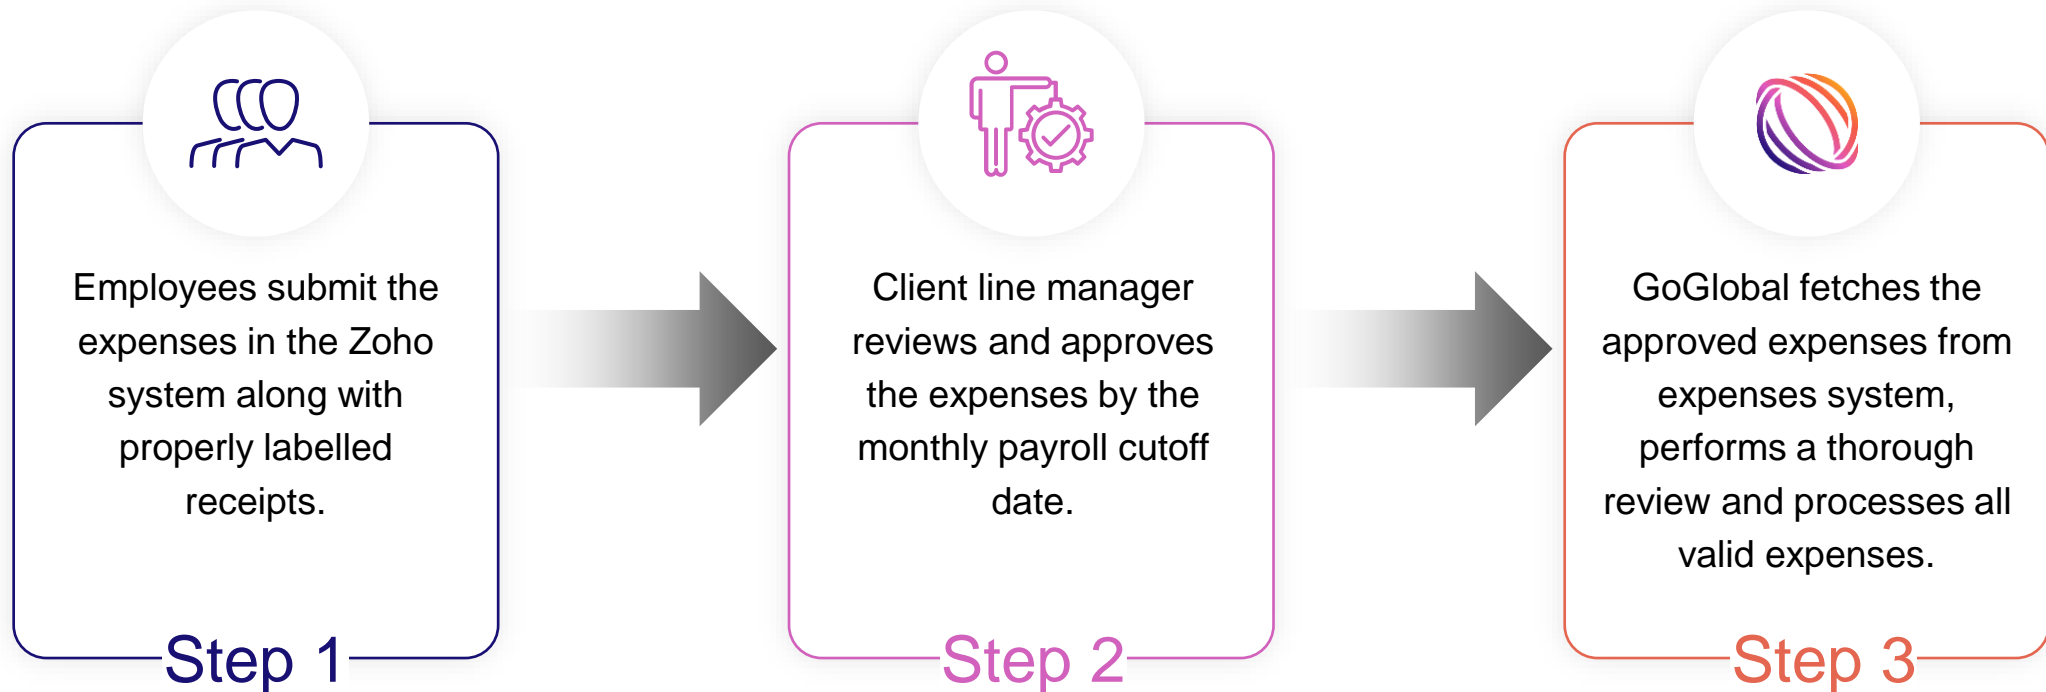 Employees submit the
expenses in the Zoho
system along with
properly labelled
receipts.
Step 1
Client line manager
reviews and approves
the expenses by the
monthly payroll cutoff
date.
Step 2
GoGlobal fetches the
approved expenses from
expenses system,
performs a thorough
review and processes all
valid expenses.
Step 3